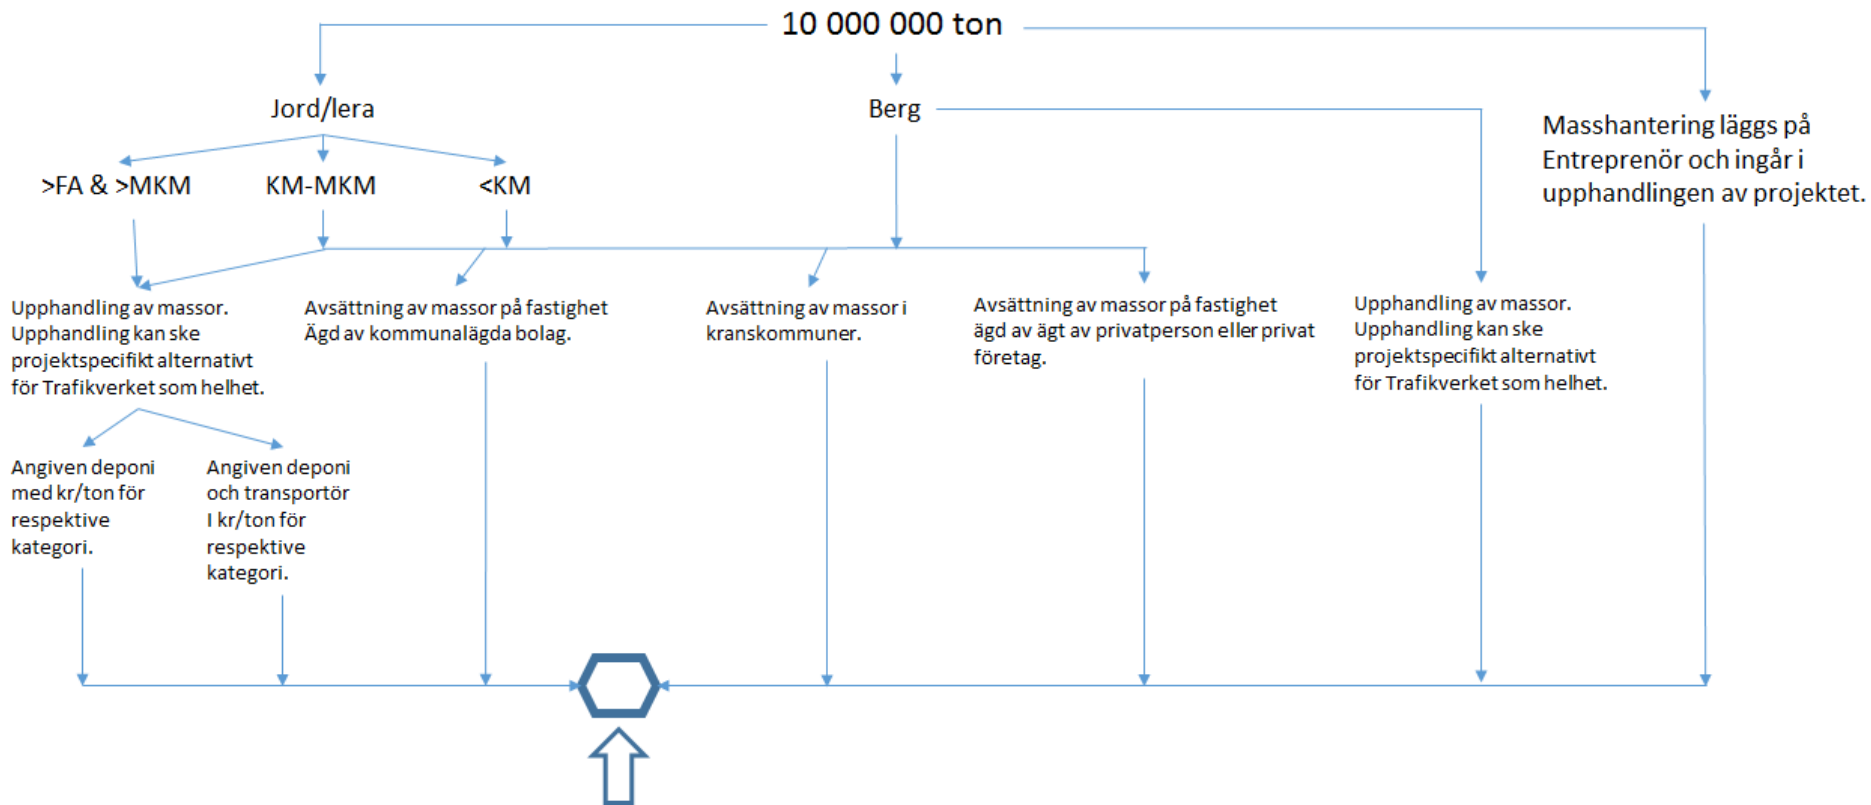 10 000 000 ton
Jord/lera
Berg
Masshantering läggs på
Entreprenör och ingår i
upphandlingen av projektet.
>FA & >MKM
KM-MKM
<KM
Upphandling av massor.
Upphandling kan ske
projektspecifikt alternativt
för Trafikverket som helhet.
Avsättning av massor på fastighet
Ägd av kommunalägda bolag.
Avsättning av massor i
kranskommuner.
Avsättning av massor på fastighet
ägd av ägt av privatperson eller privat
företag.
Upphandling av massor.
Upphandling kan ske
projektspecifikt alternativt
för Trafikverket som helhet.
Angiven deponi
med kr/ton för
respektive
kategori.
Angiven deponi
och transportör
I kr/ton för
respektive
kategori.